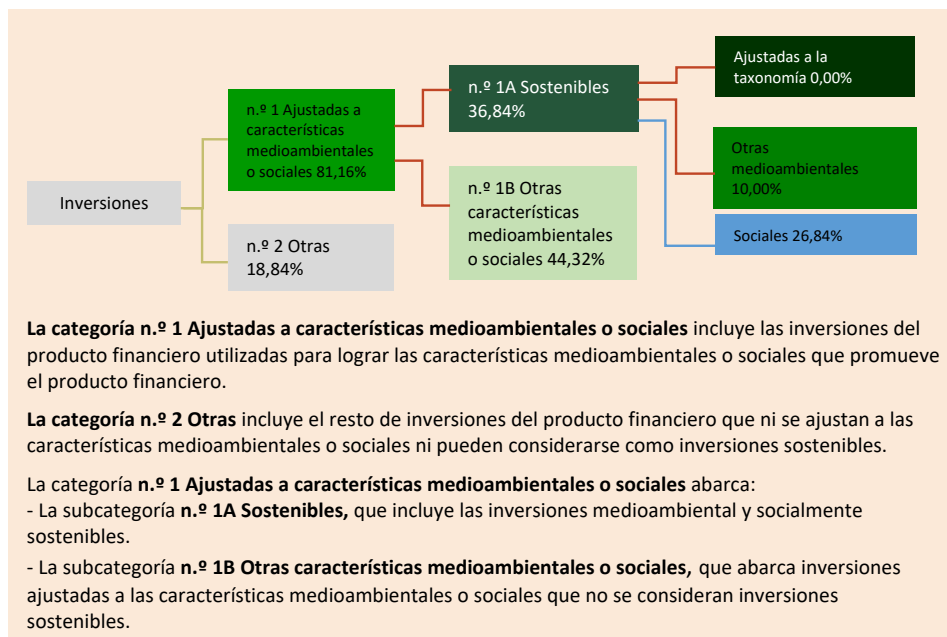 Inversiones
n.º 1 Ajustadas a
características
medioambientales
o sociales 81,16%
n.º 2 Otras
18,84%
n.º 1A Sostenibles
36,84%
n.º 1B Otras
características
medioambientales
o sociales 44,32%
Ajustadas a la
taxonomía 0,00%
Otras
medioambientales
10,00%
Sociales 26,84%
La categoría n.º 1 Ajustadas a características medioambientales o sociales incluye las inversiones del
producto financiero utilizadas para lograr las características medioambientales o sociales que promueve
el producto financiero.
La categoría n.º 2 Otras incluye el resto de inversiones del producto financiero que ni se ajustan a las
características medioambientales o sociales ni pueden considerarse como inversiones sostenibles.
La categoría n.º 1 Ajustadas a características medioambientales o sociales abarca:
- La subcategoría n.º 1A Sostenibles, que incluye las inversiones medioambiental y socialmente
sostenibles.
- La subcategoría n.º 1B Otras características medioambientales o sociales, que abarca inversiones
ajustadas a las características medioambientales o sociales que no se consideran inversiones
sostenibles.